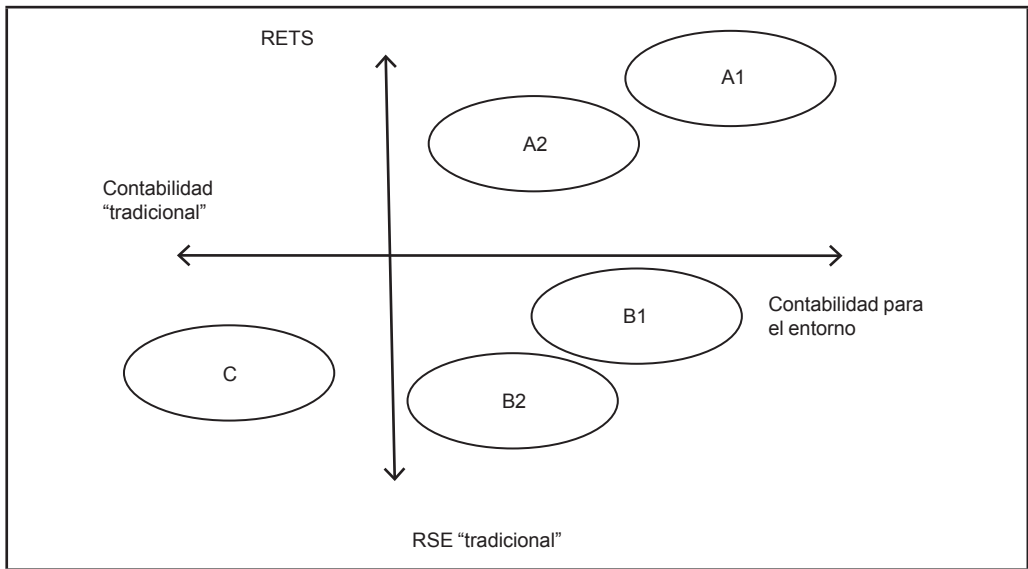 RETS
A1
A2
Contabilidad
“tradicional”
Contabilidad para
el entorno
B1
C
B2
RSE “tradicional”